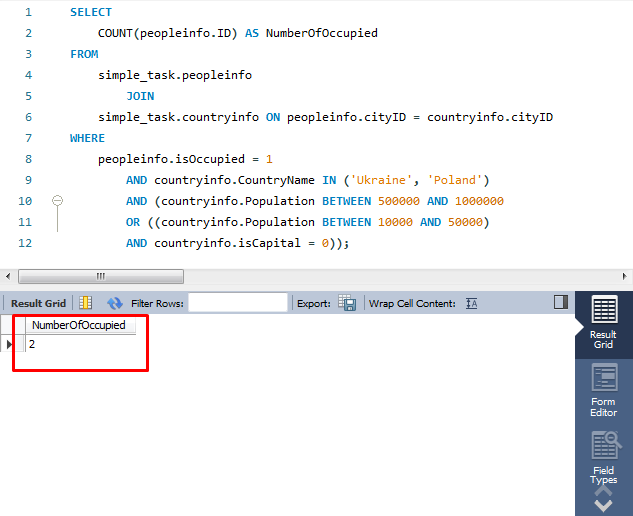 1 SELECT
2 COUNT(peopleinfo.ID) AS NumberOfOccupied
3 FROM
4 simple_task.peopleinfo
5 JOIN
6 simple_task.countryinfo ON peopleinfo.cityID = countryinfo.cityID
7 WHERE
8 peopleinfo.isOccupied = 1
9 AND countryinfo.CountryName IN ('Ukraine', 'Poland')
10 AND (countryinfo.Population BETWEEN 500000 AND 1000000
11 OR ((countryinfo.Population BETWEEN 10000 AND 50000)
12 AND countryinfo.isCapital = 0));
Result Grid Filter Rows: Export: Wrap Cell Content:
NumberOfOccupied
2
Result
Grid
Form
Editor
Field
Types